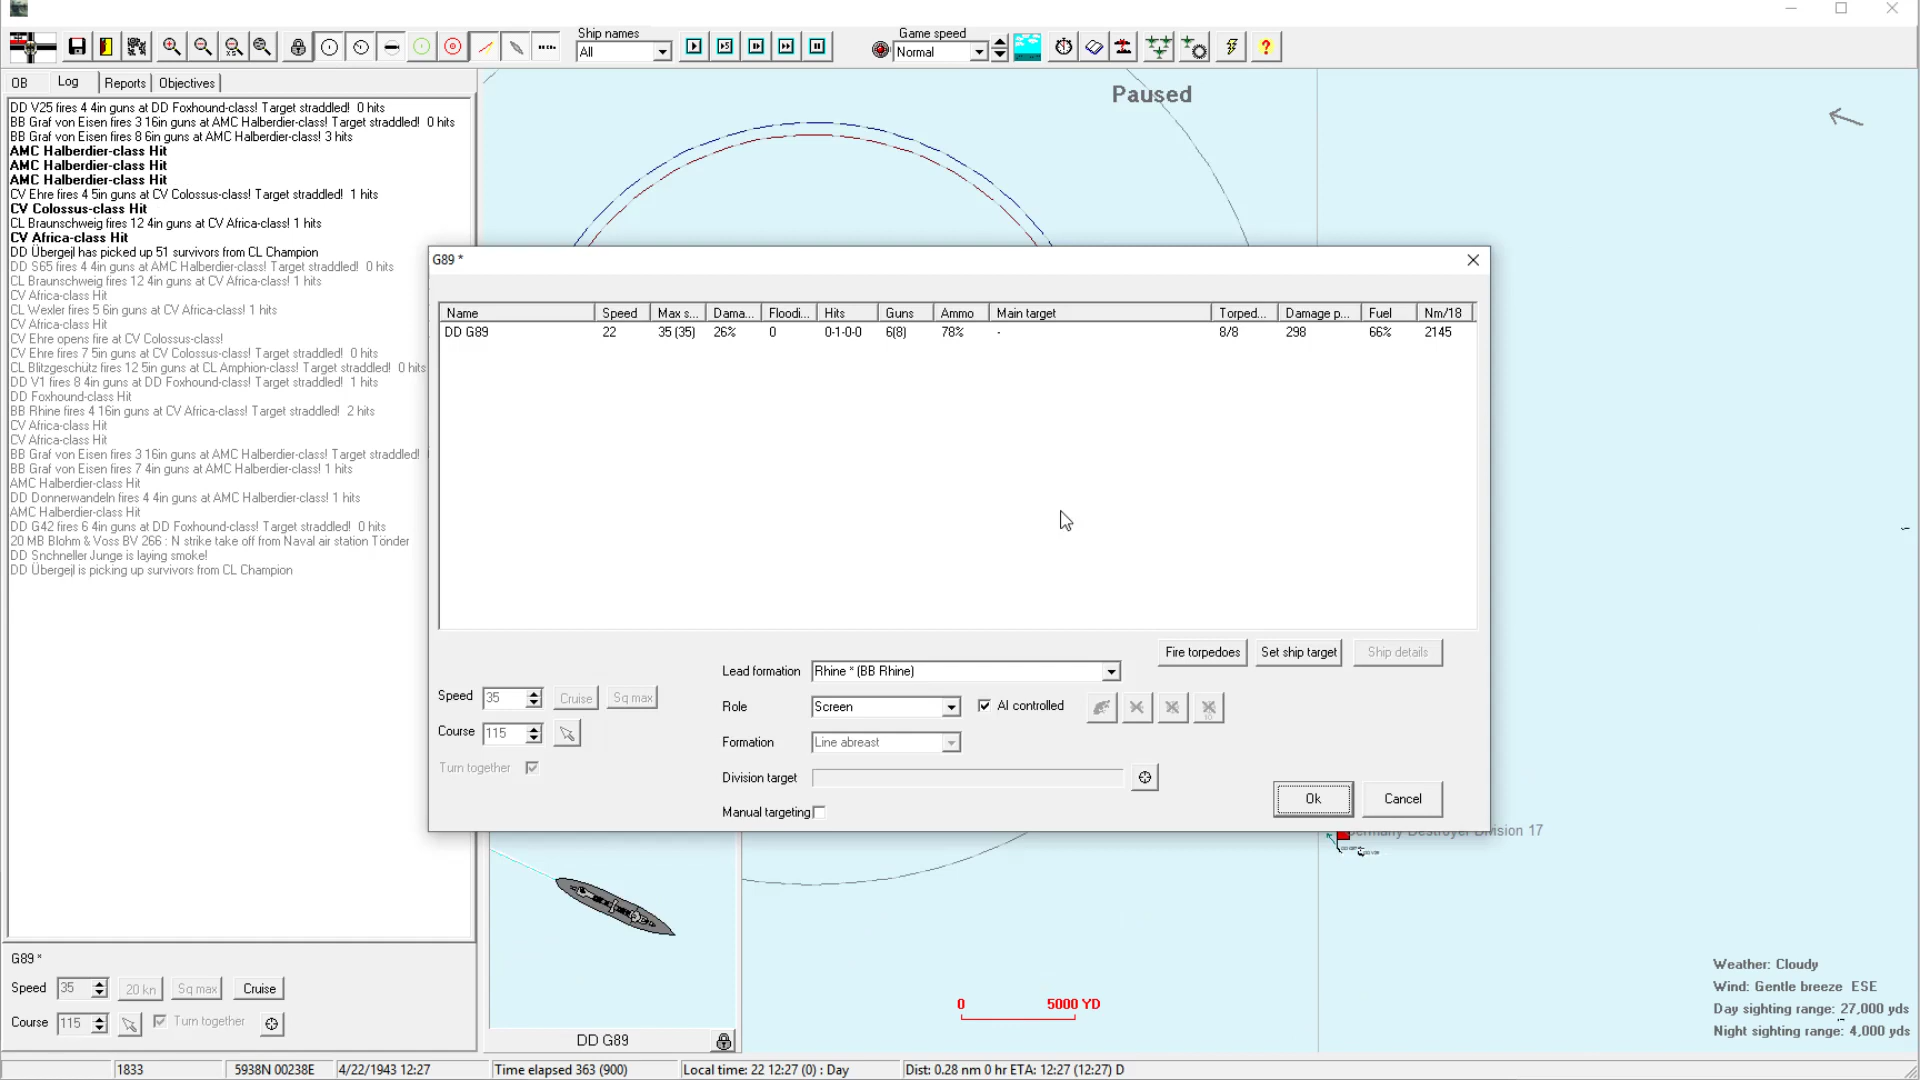 Ship names
All
Game speed
Normal
OB Log Reports Objectives
DD V25 fires 4 4in guns at DD Foxhound-class! Target straddled!  0 hits
BB Graf von Eisen fires 3 16in guns at AMC Halberdier-class! Target straddled!  0 hits
BB Graf von Eisen fires 8 6in guns at AMC Halberdier-class! 3 hits
AMC Halberdier-class Hit
AMC Halberdier-class Hit
AMC Halberdier-class Hit
CV Ehre fires 4 5in guns at CV Colossus-class! Target straddled!  1 hits
CV Colossus-class Hit
CL Braunschweig fires 12 4in guns at CV Africa-class! 1 hits
CV Africa-class Hit
DD Übergejl has picked up 51 survivors from CL Champion
DD S65 fires 4 4in guns at AMC Halberdier-class! Target straddled!  0 hits
CL Braunschweig fires 12 4in guns at CV Africa-class! 1 hits
CV Africa-class Hit
CL Wexler fires 5 6in guns at CV Africa-class! 1 hits
CV Africa-class Hit
CV Ehre opens fire at CV Colossus-class!
CV Ehre fires 7 5in guns at CV Colossus-class! Target straddled!  0 hits
CL Blitzgeschütz fires 12 5in guns at CL Amphion-class! Target straddled!  0 hits
DD V1 fires 8 4in guns at DD Foxhound-class! Target straddled!  1 hits
DD Foxhound-class Hit
BB Rhine fires 4 16in guns at CV Africa-class! Target straddled!  2 hits
CV Africa-class Hit
CV Africa-class Hit
BB Graf von Eisen fires 3 16in guns at AMC Halberdier-class! Target straddled!
BB Graf von Eisen fires 7 4in guns at AMC Halberdier-class! 1 hits
AMC Halberdier-class Hit
DD Donnerwandeln fires 4 4in guns at AMC Halberdier-class! 1 hits
AMC Halberdier-class Hit
DD G42 fires 6 4in guns at DD Foxhound-class! Target straddled!  0 hits
20 MB Blohm & Voss BV 266 : N strike take off from Naval air station Tönder
DD Snchneller Junge is laying smoke!
DD Übergejl is picking up survivors from CL Champion
Paused
G89 *
Name Speed Max s... Dama... Floodi... Hits Guns Ammo Main target Torped... Damage p... Fuel Nm/18
DD G89 22 35 (35) 26% 0 0-1-0-0 6(8) 78% - 8/8 298 66% 2145
Fire torpedoes Set ship target Ship details
Lead formation Rhine * (BB Rhine)
Speed 35 Cruise Sq max
Role Screen AI controlled
Course 115
Formation Line abreast
Turn together
Division target
Ok Cancel
Manual targeting
Germany Destroyer Division 17
G89 *
Speed 35 20 kn Sq max Cruise
Course 115 Turn together
DD G89
0 5000 YD
Weather: Cloudy
Wind: Gentle breeze  ESE
Day sighting range: 27,000 yds
Night sighting range: 4,000 yds
1833 5938N 00238E 4/22/1943 12:27 Time elapsed 363 (900) Local time: 22 12:27 (0) : Day Dist: 0.28 nm 0 hr ETA: 12:27 (12:27) D